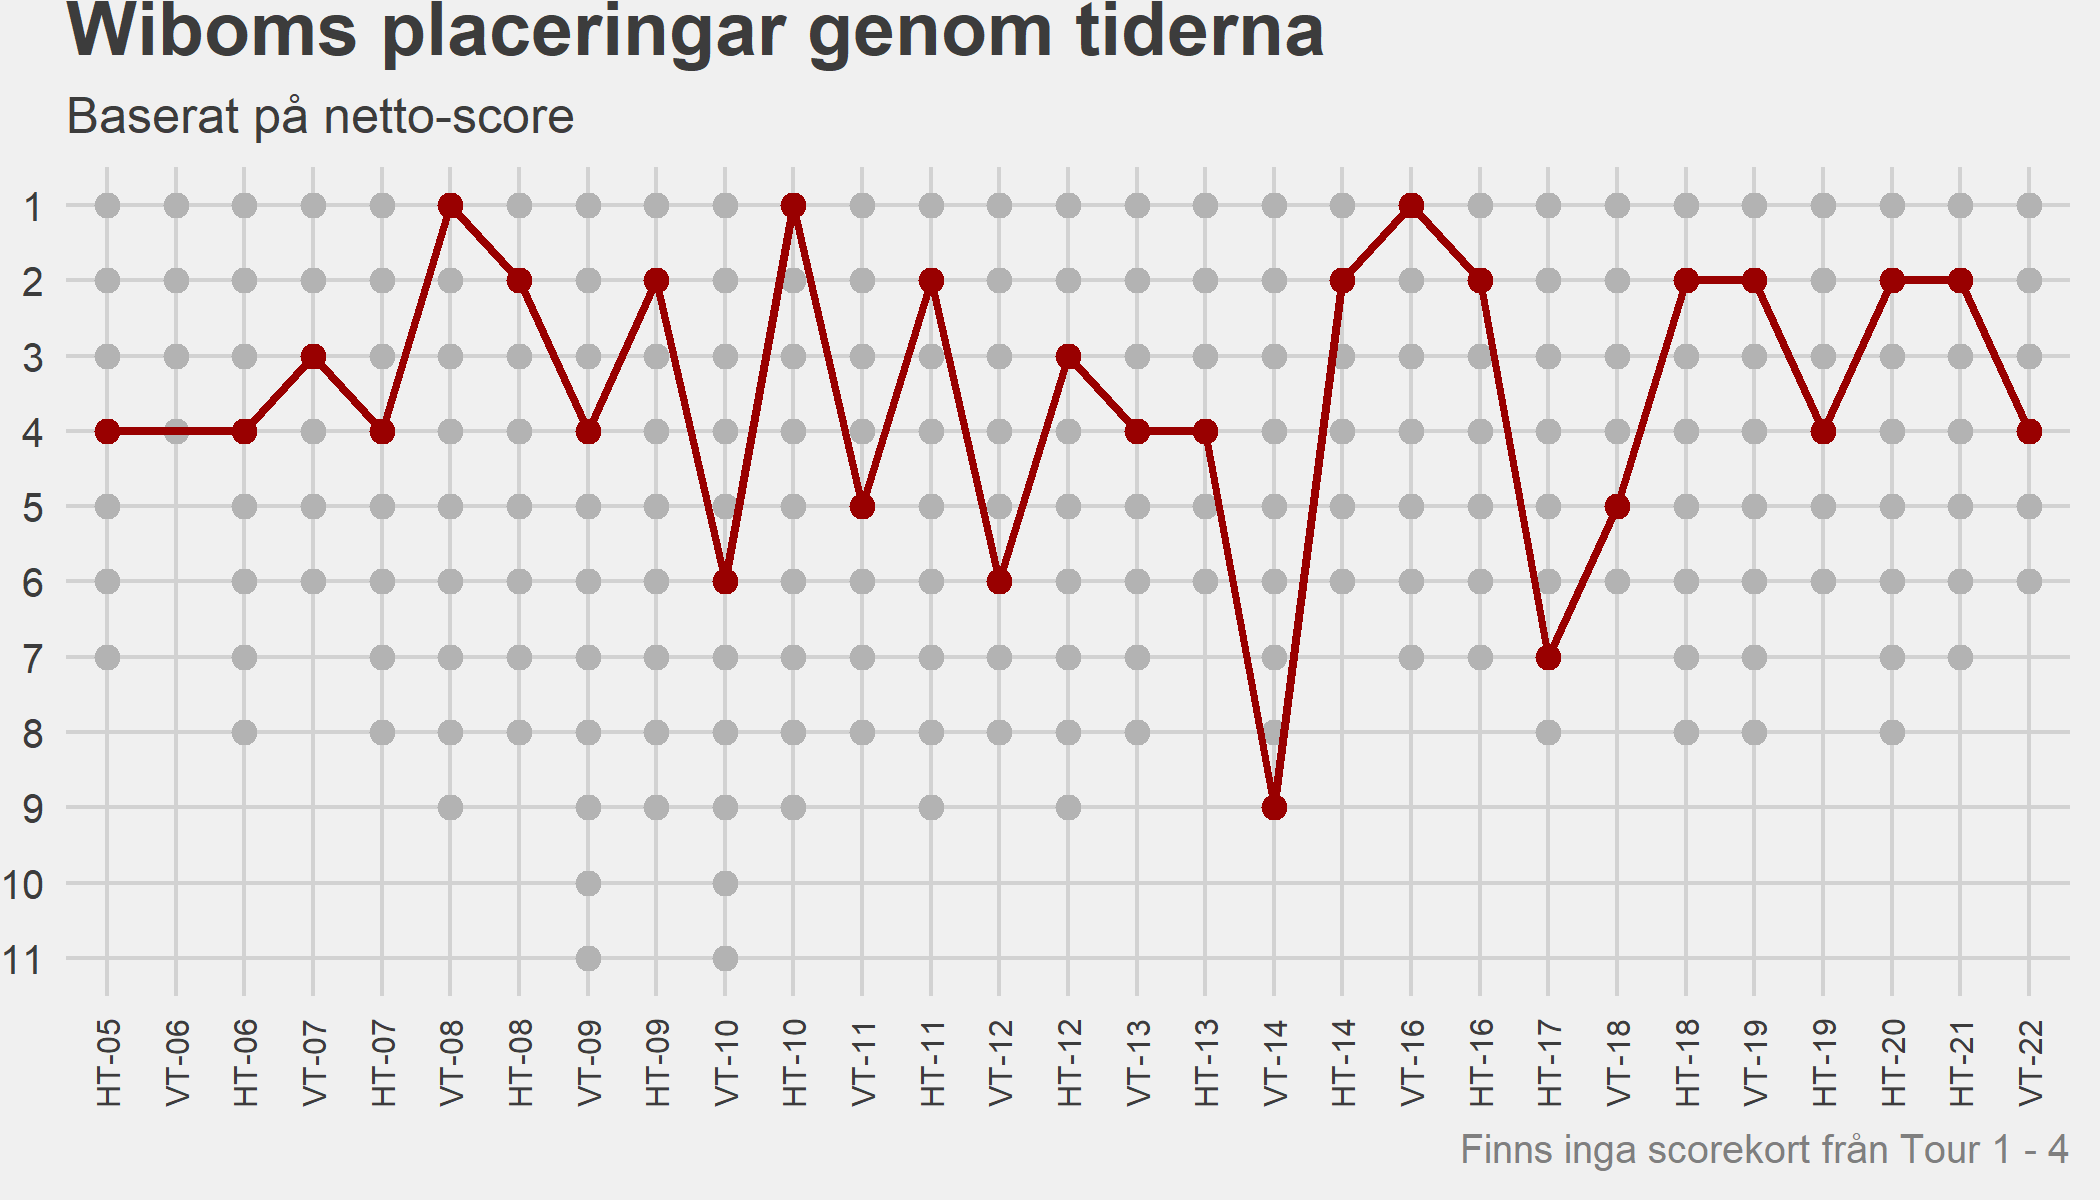 Wiboms placeringar genom tiderna
Baserat på netto-score
1
2
3
4
5
6
7
8
9
10
11
HT-05
VT-06
HT-06
VT-07
HT-07
VT-08
HT-08
VT-09
HT-09
VT-10
HT-10
VT-11
HT-11
VT-12
HT-12
VT-13
HT-13
VT-14
HT-14
VT-16
HT-16
HT-17
VT-18
HT-18
VT-19
HT-19
HT-20
HT-21
VT-22
Finns inga scorekort från Tour 1 - 4